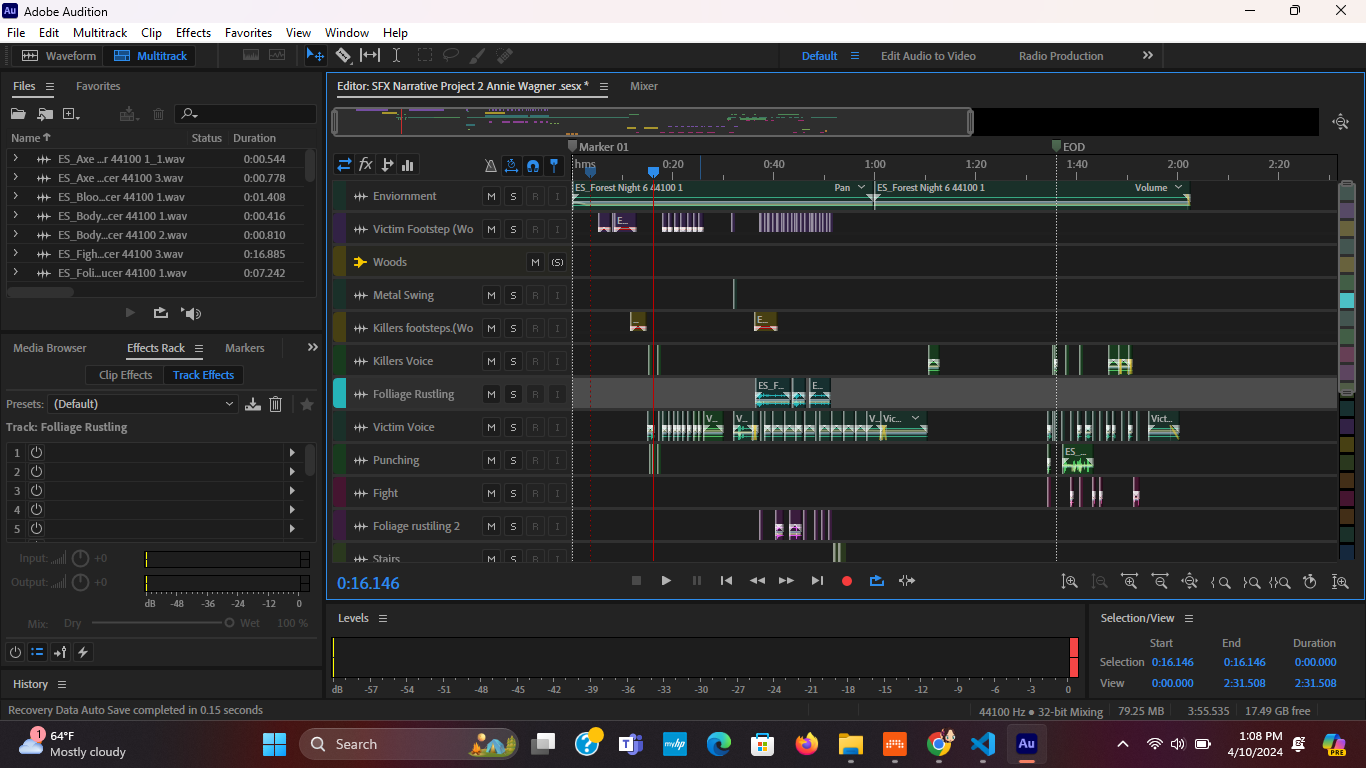 Au Adobe Audition
File Edit Multitrack Clip Effects Favorites View Window Help
Waveform Multitrack Default Edit Audio to Video Radio Production
Files Favorites
Name Status Duration
ES_Axe ...r 44100 1_1.wav 0:00.544
ES_Axe ...cer 44100 3.wav 0:00.778
ES_Bloo...cer 44100 1.wav 0:01.408
ES_Body...cer 44100 1.wav 0:00.416
ES_Body...cer 44100 2.wav 0:00.810
ES_Figh...cer 44100 3.wav 0:16.885
ES_Foli...ucer 44100 1.wav 0:07.242
Media Browser Effects Rack Markers
Clip Effects Track Effects
Presets: (Default)
Track: Folliage Rustling
1
2
3
4
5
Input: +0
Output: +0
dB -48 -36 -24 -12 0
Mix: Dry Wet 100 %
History
Editor: SFX Narrative Project 2 Annie Wagner .sesx * Mixer
Marker 01 EOD
fx hms 0:20 0:40 1:00 1:20 1:40 2:00 2:20
Enviornment M S R I ES_Forest Night 6 44100 1 Pan ES_Forest Night 6 44100 1 Volume
Victim Footstep (Wo M S R I E...
Woods M (S)
Metal Swing M S R I
Killers footsteps.(Wo M S R I ... E...
Killers Voice M S R I
Folliage Rustling M S R I ES_F... E...
Victim Voice M S R I V... V... V... Vic... Vict...
Punching M S R I ES_...
Fight M S R I
Foliage rustiling 2 M S R I
Stairs M S R I
0:16.146
Levels
dB -57 -54 -51 -48 -45 -42 -39 -36 -33 -30 -27 -24 -21 -18 -15 -12 -9 -6 -3 0
Selection/View
Start End Duration
Selection 0:16.146 0:16.146 0:00.000
View 0:00.000 2:31.508 2:31.508
Recovery Data Auto Save completed in 0.15 seconds 44100 Hz ● 32-bit Mixing 79.25 MB 3:55.535 17.49 GB free
1 64°F
Mostly cloudy
Search
myhp
Au
PRE
1:08 PM
4/10/2024